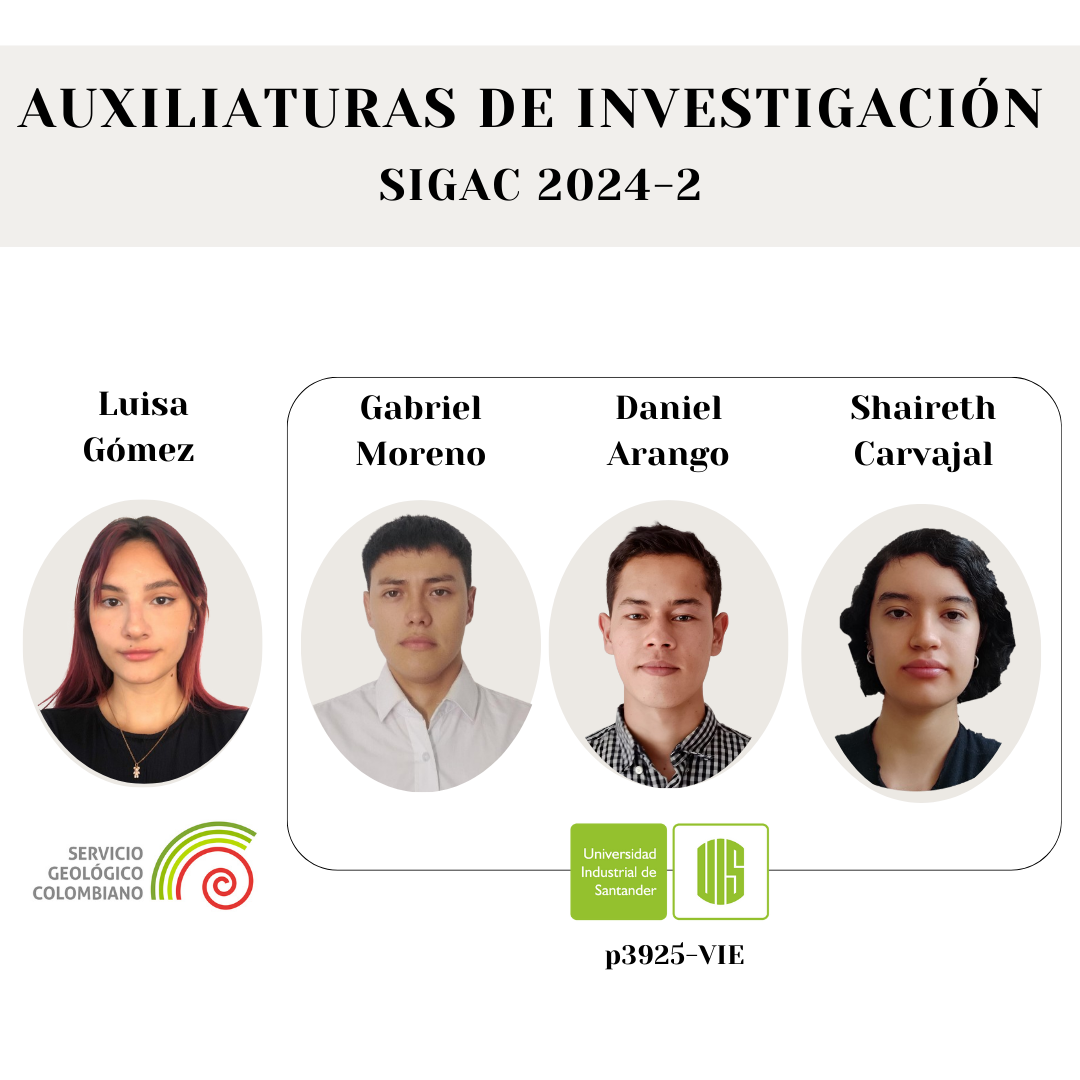 AUXILIATURAS DE INVESTIGACIÓN
SIGAC 2024-2
Luisa
Gómez
Gabriel
Moreno
Daniel
Arango
Shaireth
Carvajal
SERVICIO
GEOLÓGICO
COLOMBIANO
Universidad
Industrial de
Santander
UIS
p3925-VIE